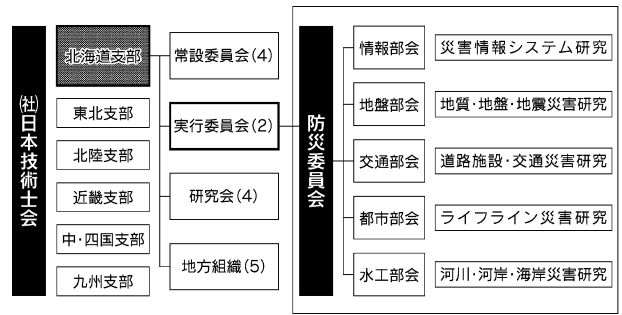 ㈳日本技術士会
北海道支部
東北支部
北陸支部
近畿支部
中・四国支部
九州支部
常設委員会(4)
実行委員会(2)
研究会(4)
地方組織(5)
防災委員会
情報部会
災害情報システム研究
地盤部会
地質・地盤・地震災害研究
交通部会
道路施設・交通災害研究
都市部会
ライフライン災害研究
水工部会
河川・河岸・海岸災害研究